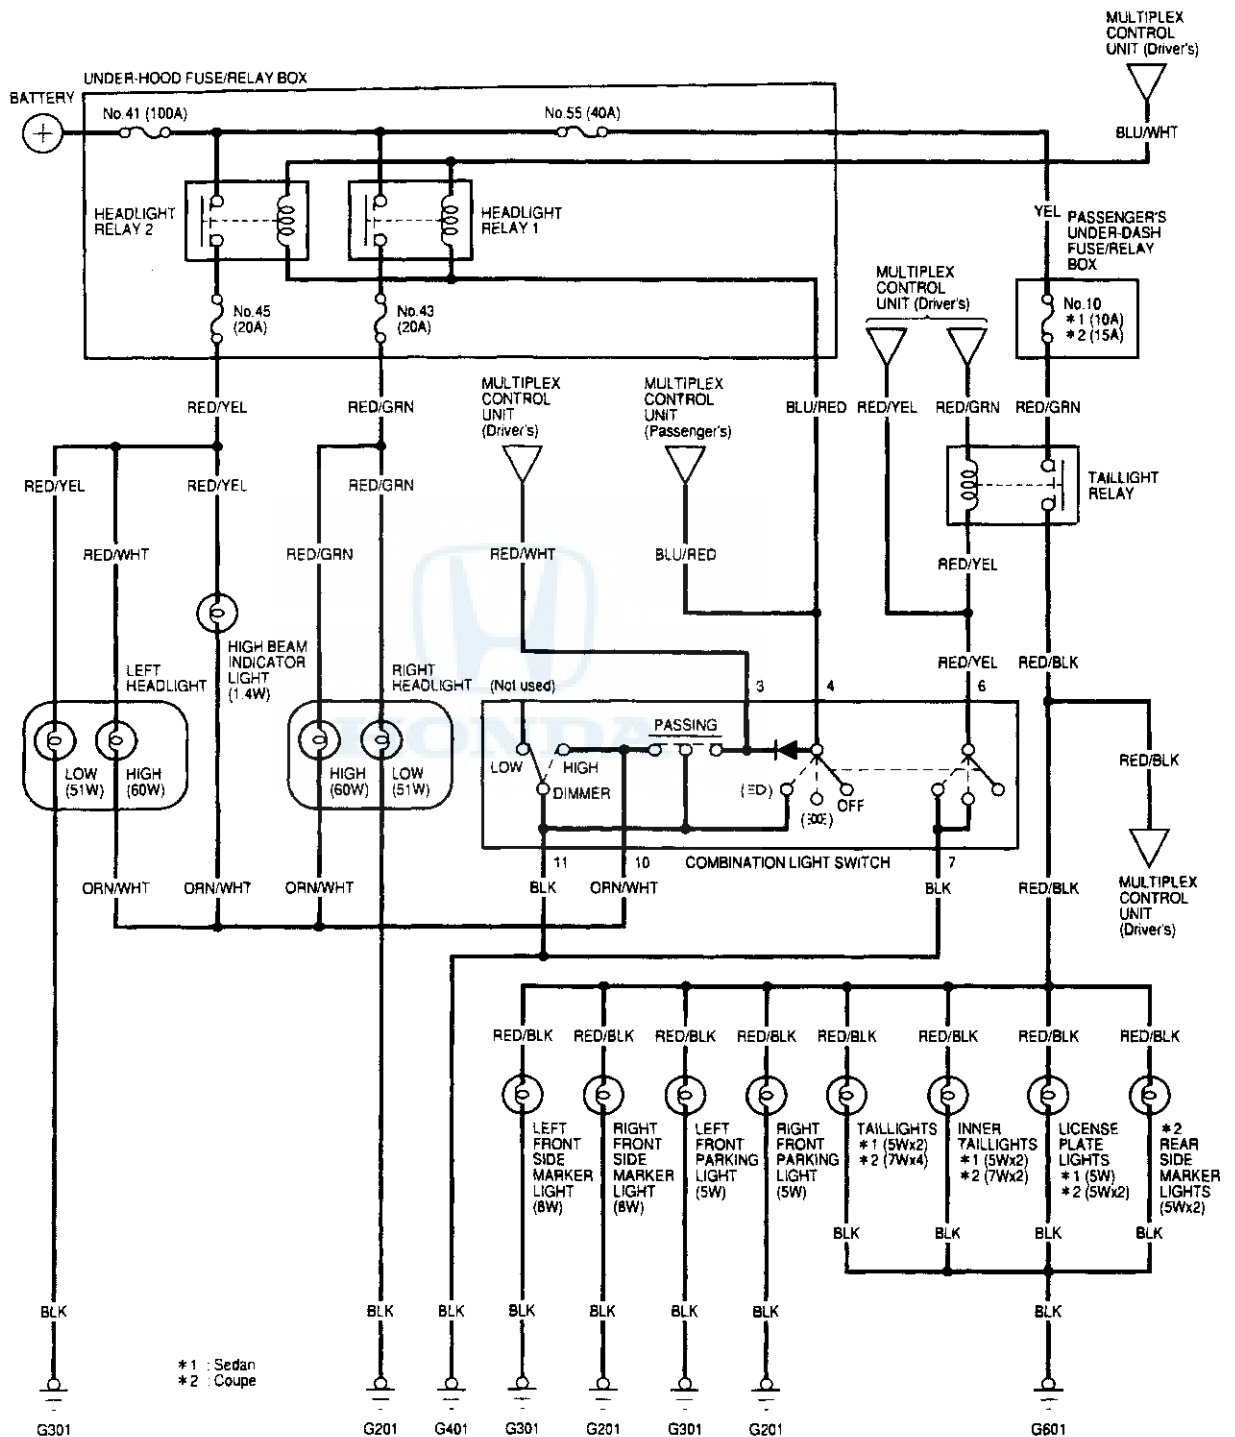 MULTIPLEX
CONTROL
UNIT (Driver's)
UNDER-HOOD FUSE/RELAY BOX
BATTERY
No.41 (100A)
No.55 (40A)
BLU/WHT
HEADLIGHT
RELAY 2
HEADLIGHT
RELAY 1
YEL
PASSENGER'S
UNDER-DASH
FUSE/RELAY
BOX
MULTIPLEX
CONTROL
UNIT (Driver's)
No.45
(20A)
No.43
(20A)
No.10
*1 (10A)
*2 (15A)
RED/YEL
RED/GRN
MULTIPLEX
CONTROL
UNIT
(Driver's)
MULTIPLEX
CONTROL
UNIT
(Passenger's)
BLU/RED
RED/YEL
RED/GRN
RED/GRN
RED/YEL
RED/YEL
RED/GRN
TAILLIGHT
RELAY
RED/WHT
RED/GRN
RED/WHT
BLU/RED
RED/YEL
HIGH BEAM
INDICATOR
LIGHT
(1.4W)
LEFT
HEADLIGHT
RIGHT
HEADLIGHT
(Not used)
3
4
RED/YEL
6
RED/BLK
HONDA
PASSING
LOW
(51W)
HIGH
(60W)
HIGH
(60W)
LOW
(51W)
LOW
HIGH
DIMMER
OFF
RED/BLK
11
10
COMBINATION LIGHT SWITCH
7
ORN/WHT
ORN/WHT
ORN/WHT
BLK
ORN/WHT
BLK
RED/BLK
MULTIPLEX
CONTROL
UNIT
(Driver's)
RED/BLK
RED/BLK
RED/BLK
RED/BLK
RED/BLK
RED/BLK
RED/BLK
RED/BLK
LEFT
FRONT
SIDE
MARKER
LIGHT
(8W)
RIGHT
FRONT
SIDE
MARKER
LIGHT
(8W)
LEFT
FRONT
PARKING
LIGHT
(5W)
RIGHT
FRONT
PARKING
LIGHT
(5W)
TAILLIGHTS
*1 (5Wx2)
*2 (7Wx4)
INNER
TAILLIGHTS
*1 (5Wx2)
*2 (7Wx2)
LICENSE
PLATE
LIGHTS
*1 (5W)
*2 (5Wx2)
*2
REAR
SIDE
MARKER
LIGHTS
(5Wx2)
BLK
BLK
BLK
BLK
BLK
BLK
BLK
BLK
BLK
BLK
BLK
BLK
*1 : Sedan
*2 : Coupe
G301
G201
G401
G301
G201
G301
G201
G601